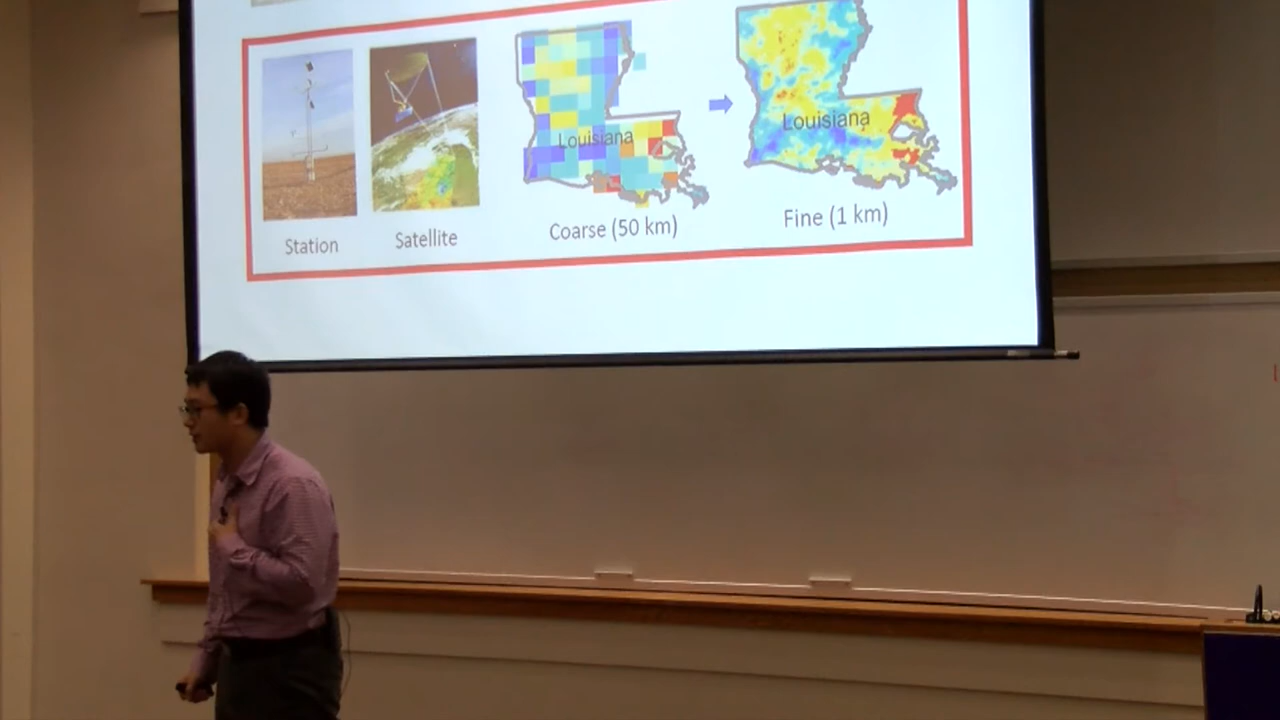 Louisiana
Louisiana
Station
Satellite
Coarse (50 km)
Fine (1 km)